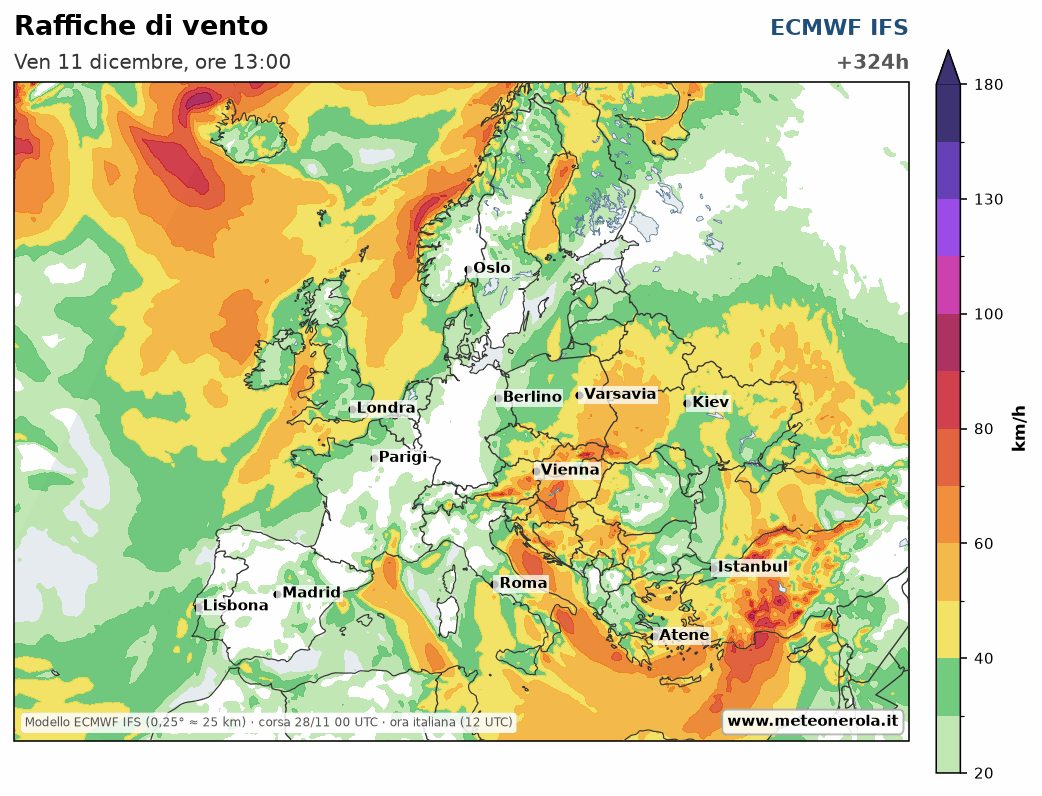 Raffiche di vento
ECMWF IFS
Ven 11 dicembre, ore 13:00
+324h
180
130
100
80
60
40
20
km/h
Oslo
Londra
Berlino
Varsavia
Kiev
Parigi
Vienna
Istanbul
Roma
Madrid
Lisbona
Atene
Modello ECMWF IFS (0,25° ≈ 25 km) · corsa 28/11 00 UTC · ora italiana (12 UTC)
www.meteonerola.it